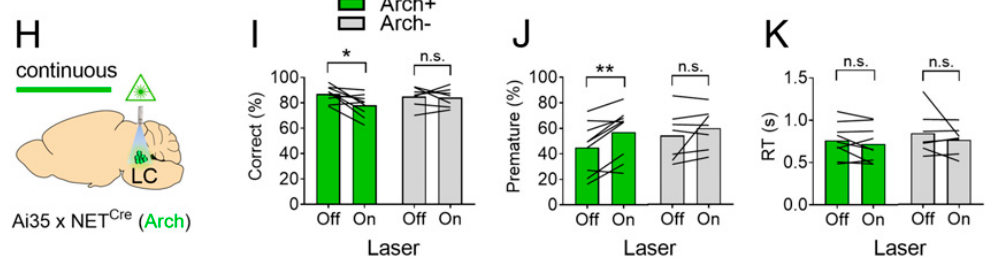 Arch+
Arch-
H
continuous
LC
Ai35 x NETCre (Arch)
I
Correct (%)
100
80
60
40
20
0
*
n.s.
Off On Off On
Laser
J
Premature (%)
100
80
60
40
20
0
**
n.s.
Off On Off On
Laser
K
RT (s)
1.5
1.0
0.5
0.0
n.s.
n.s.
Off On Off On
Laser